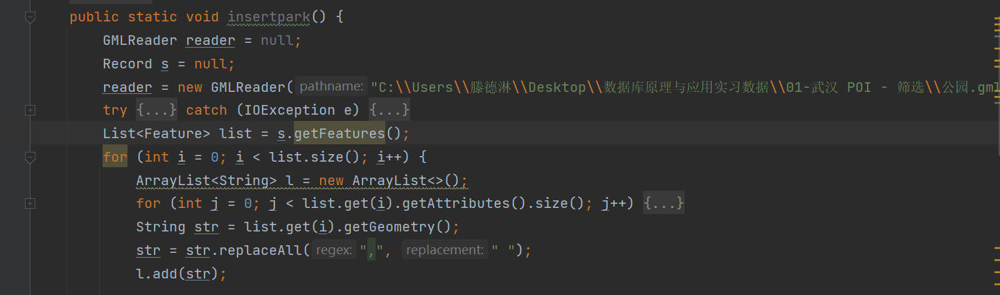 public static void insertpark() {
GMLReader reader = null;
Record s = null;
reader = new GMLReader( pathname: "C:\\Users\\滕德淋\\Desktop\\数据库原理与应用实习数据\\01-武汉 POI - 筛选\\公园.gml
try {...} catch (IOException e) {...}
List<Feature> list = s.getFeatures();
for (int i = 0; i < list.size(); i++) {
ArrayList<String> l = new ArrayList<>();
for (int j = 0; j < list.get(i).getAttributes().size(); j++) {...}
String str = list.get(i).getGeometry();
str = str.replaceAll( regex: ",", replacement: " ");
l.add(str);